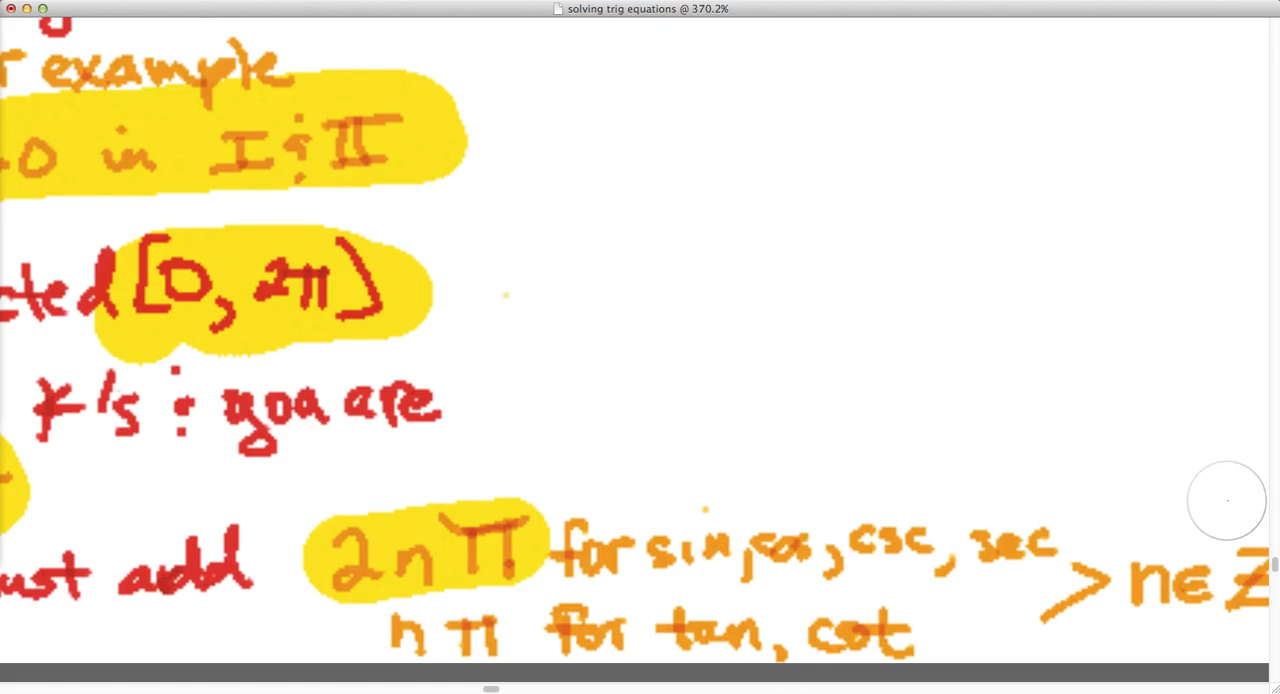 solving trig equations @ 370.2%
r example
>0 in I & II
cted [0, 2π)
x's : you are
ust add 2nπ for sin, cos, csc, sec
> n∈Z
nπ for tan, cot